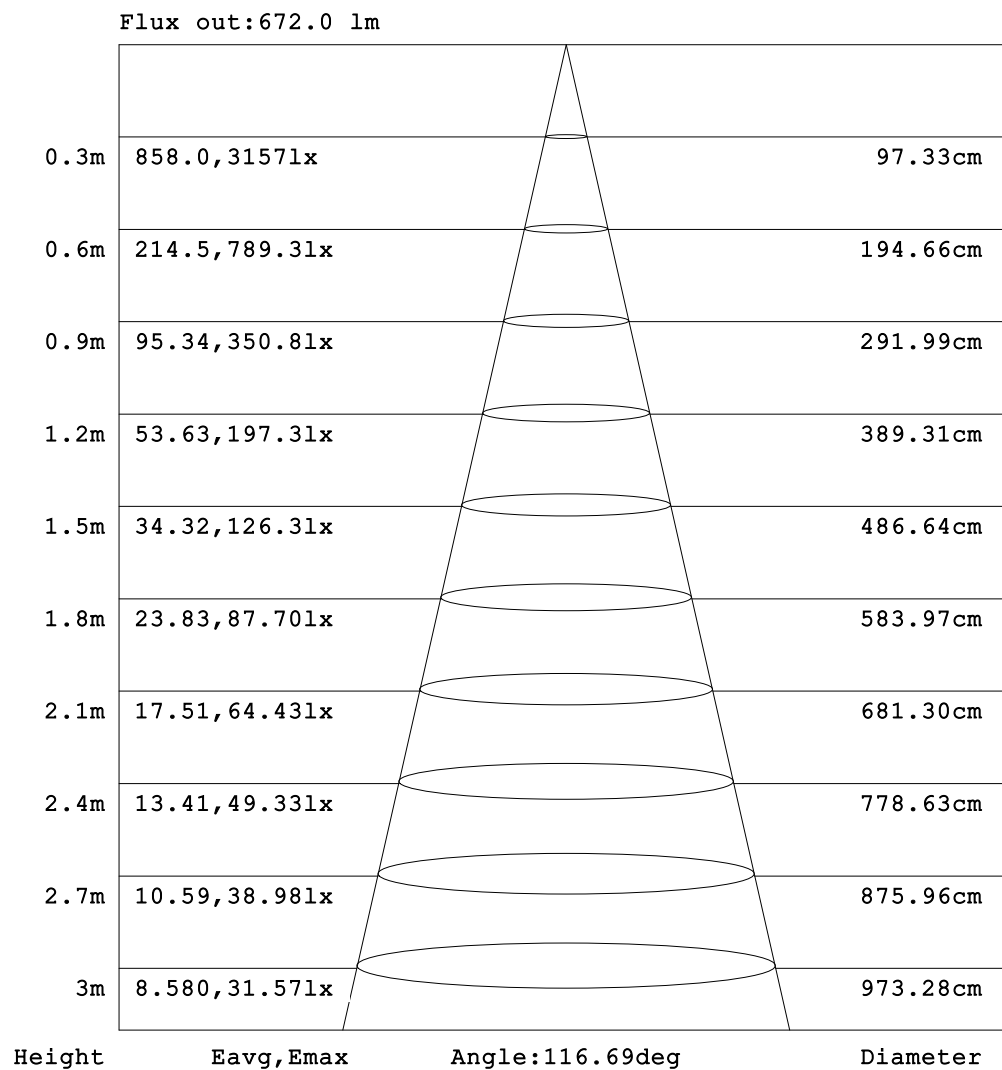 Flux out:672.0 lm
0.3m 858.0,3157lx 97.33cm
0.6m 214.5,789.3lx 194.66cm
0.9m 95.34,350.8lx 291.99cm
1.2m 53.63,197.3lx 389.31cm
1.5m 34.32,126.3lx 486.64cm
1.8m 23.83,87.70lx 583.97cm
2.1m 17.51,64.43lx 681.30cm
2.4m 13.41,49.33lx 778.63cm
2.7m 10.59,38.98lx 875.96cm
3m 8.580,31.57lx 973.28cm
Height Eavg,Emax Angle:116.69deg Diameter